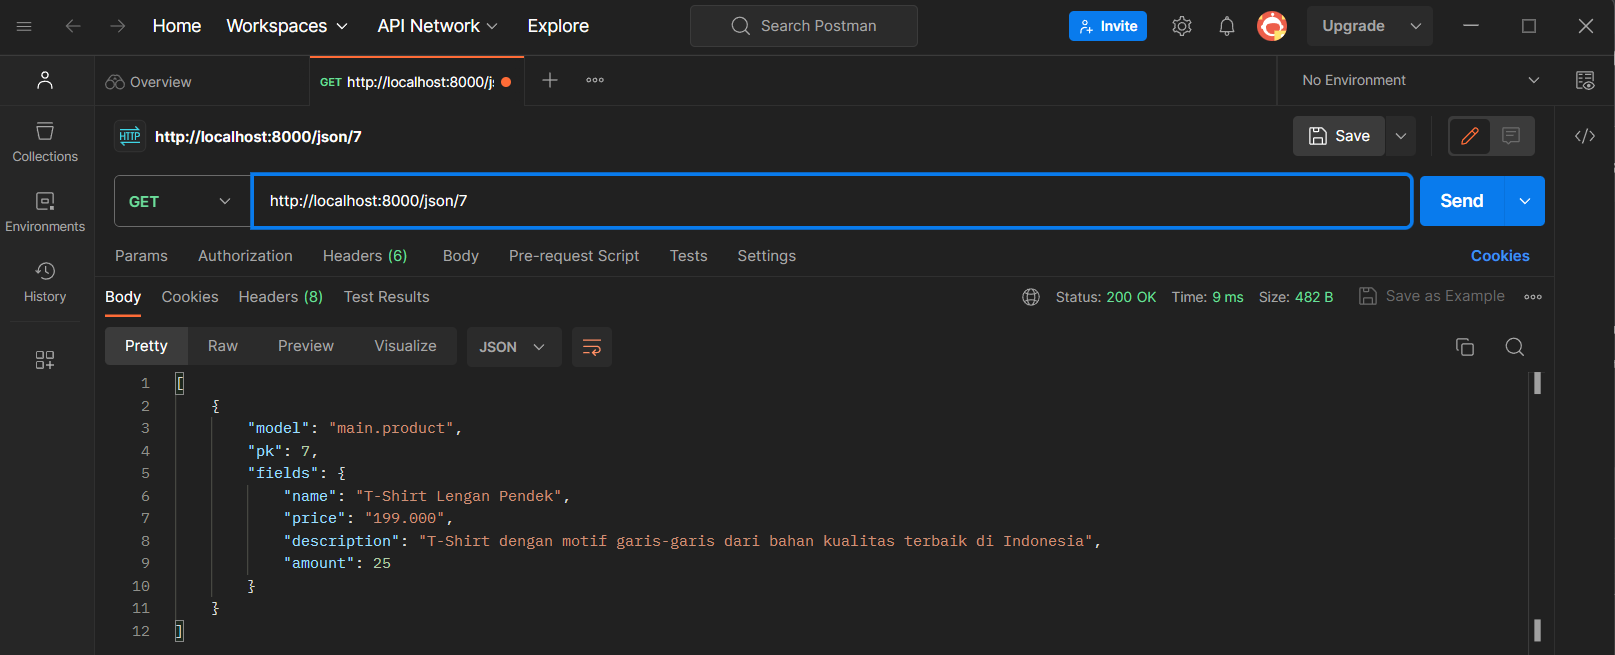 Home Workspaces API Network Explore Search Postman Invite Upgrade
Overview GET http://localhost:8000/j No Environment
HTTP http://localhost:8000/json/7 Save
Collections
GET http://localhost:8000/json/7 Send
Environments
Params Authorization Headers (6) Body Pre-request Script Tests Settings Cookies
History
Body Cookies Headers (8) Test Results Status: 200 OK Time: 9 ms Size: 482 B Save as Example
Pretty Raw Preview Visualize JSON
1 [
2 {
3 "model": "main.product",
4 "pk": 7,
5 "fields": {
6 "name": "T-Shirt Lengan Pendek",
7 "price": "199.000",
8 "description": "T-Shirt dengan motif garis-garis dari bahan kualitas terbaik di Indonesia",
9 "amount": 25
10 }
11 }
12 ]